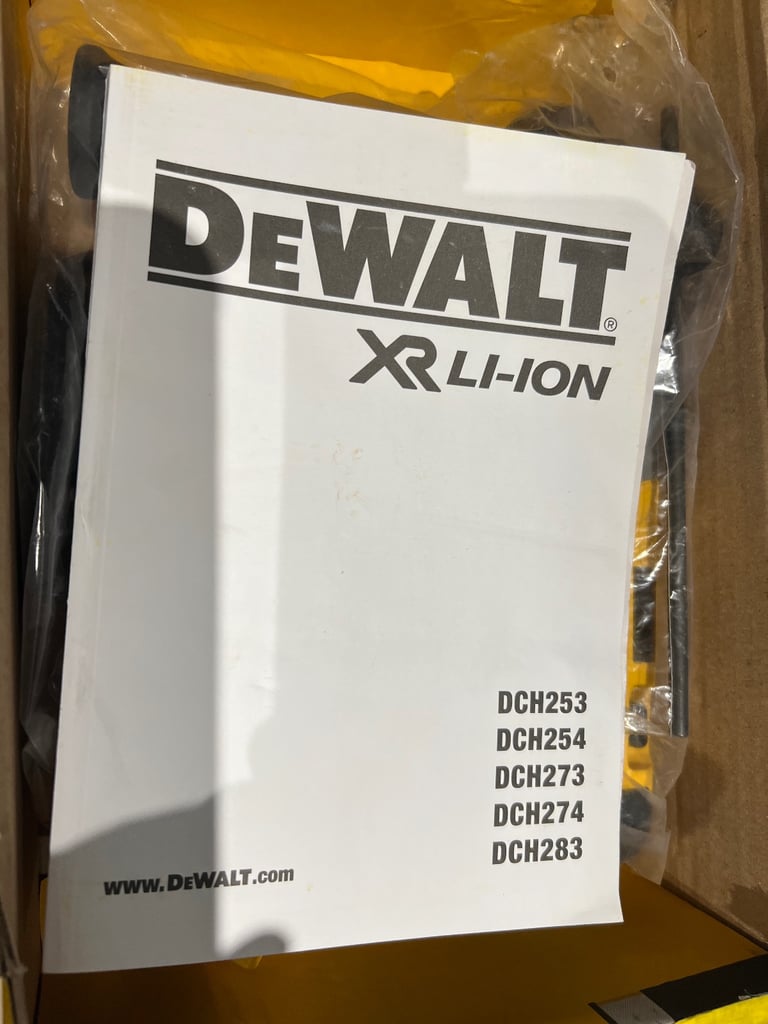 DEWALT®
XR LI-ION
DCH253
DCH254
DCH273
DCH274
DCH283
www.DEWALT.com